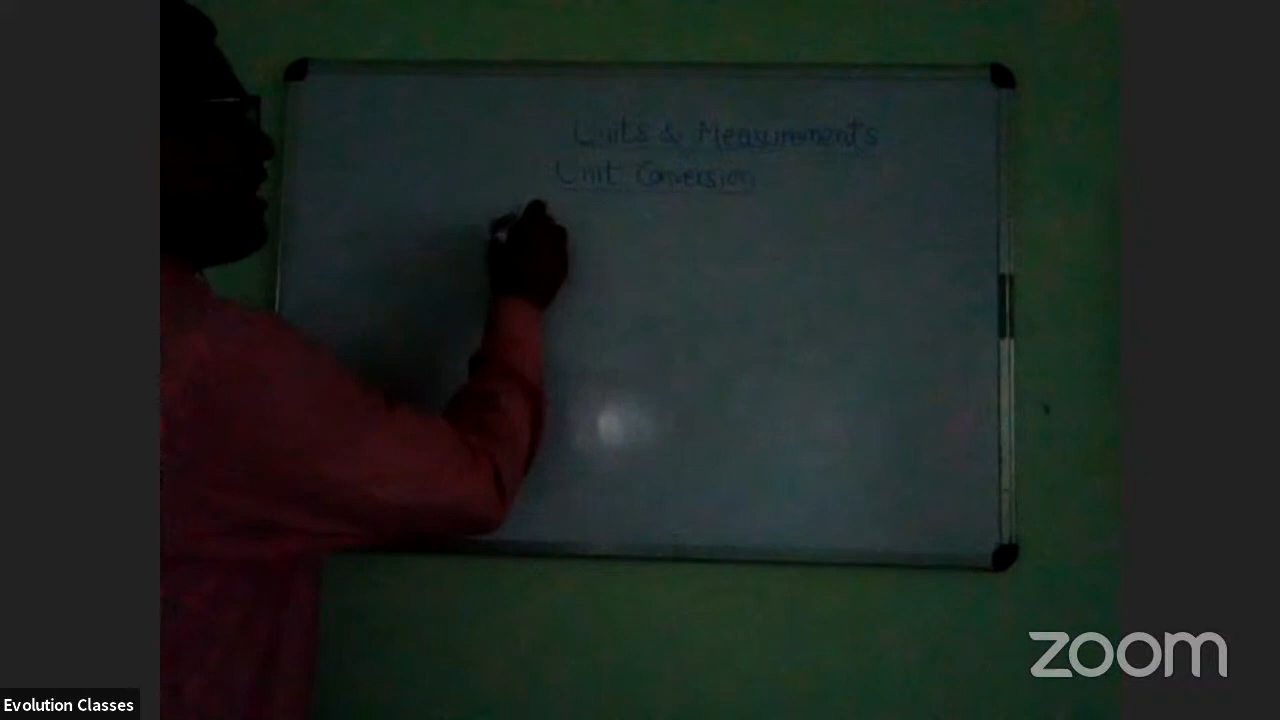 Units & Measurements
Unit Conversion
Evolution Classes
zoom